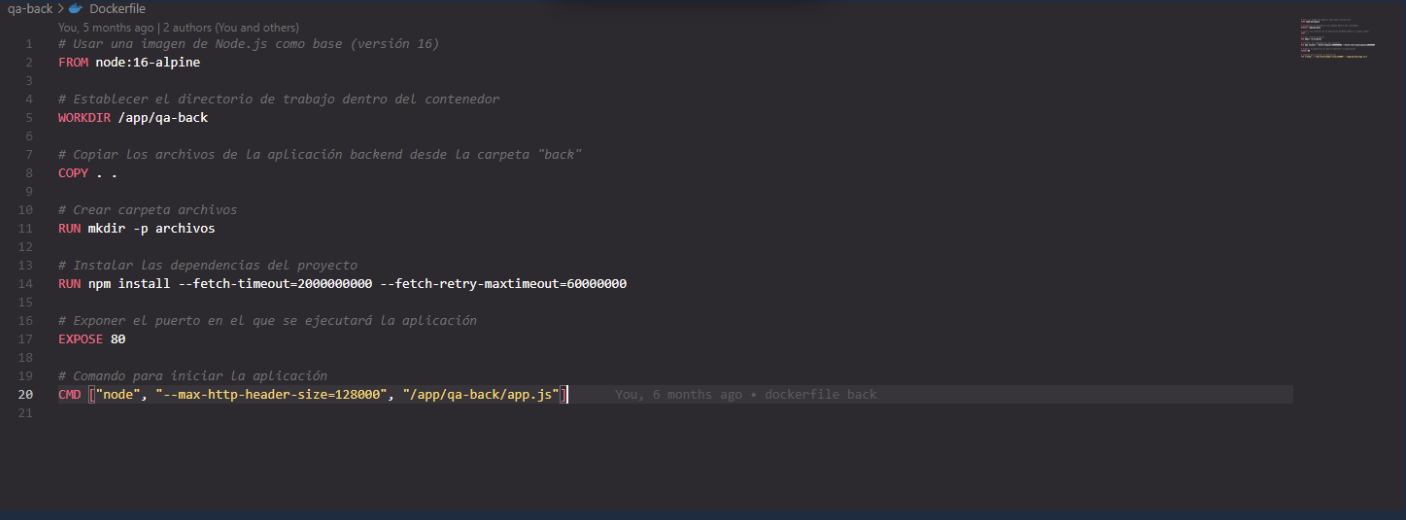 qa-back > Dockerfile
You, 5 months ago | 2 authors (You and others)
1 # Usar una imagen de Node.js como base (versión 16)
2 FROM node:16-alpine
3
4 # Establecer el directorio de trabajo dentro del contenedor
5 WORKDIR /app/qa-back
6
7 # Copiar los archivos de la aplicación backend desde la carpeta "back"
8 COPY . .
9
10 # Crear carpeta archivos
11 RUN mkdir -p archivos
12
13 # Instalar las dependencias del proyecto
14 RUN npm install --fetch-timeout=2000000000 --fetch-retry-maxtimeout=60000000
15
16 # Exponer el puerto en el que se ejecutará la aplicación
17 EXPOSE 80
18
19 # Comando para iniciar la aplicación
20 CMD ["node", "--max-http-header-size=128000", "/app/qa-back/app.js"] You, 6 months ago • dockerfile back
21